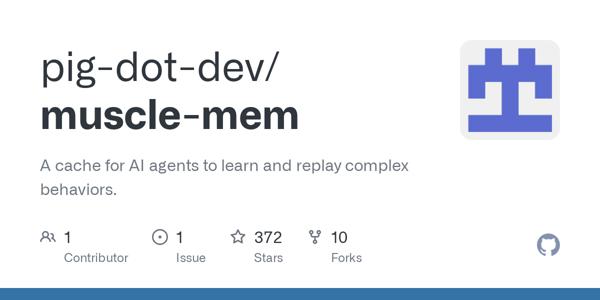 pig-dot-dev/
muscle-mem
A cache for AI agents to learn and replay complex
behaviors.
1 1 372 10
Contributor Issue Stars Forks